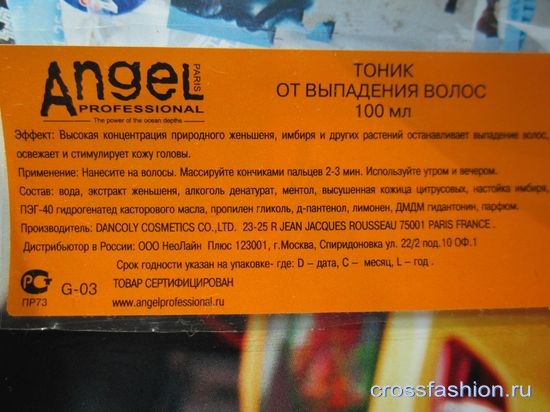 Angel PARIS
PROFESSIONAL
The power of the ocean depths
ТОНИК
ОТ ВЫПАДЕНИЯ ВОЛОС
100 мл
Эффект: Высокая концентрация природного женьшеня, имбиря и других растений останавливает выпадение волос,
освежает и стимулирует кожу головы.
Применение: Нанесите на волосы. Массируйте кончиками пальцев 2-3 мин. Используйте утром и вечером.
Состав: вода, экстракт женьшеня, алкоголь денатурат, ментол, высушенная кожица цитрусовых, настойка имбиря,
ПЭГ-40 гидрогенатед касторового масла, пропилен гликоль, д-пантенол, лимонен, ДМДМ гидантонин, парфюм.
Производитель: DANCOLY COSMETICS CO.,LTD. 23-25 R JEAN JACQUES ROUSSEAU 75001 PARIS FRANCE .
Дистрибьютор в России: ООО НеоЛайн Плюс 123001, г.Москва, Спиридоновка ул. 22/2 под.10 ОФ.1
Срок годности указан на упаковке- где: D – дата, С – месяц, L – год .
ПР73
G-03
ТОВАР СЕРТИФИЦИРОВАН
www.angelprofessional.ru
crossfashion.ru